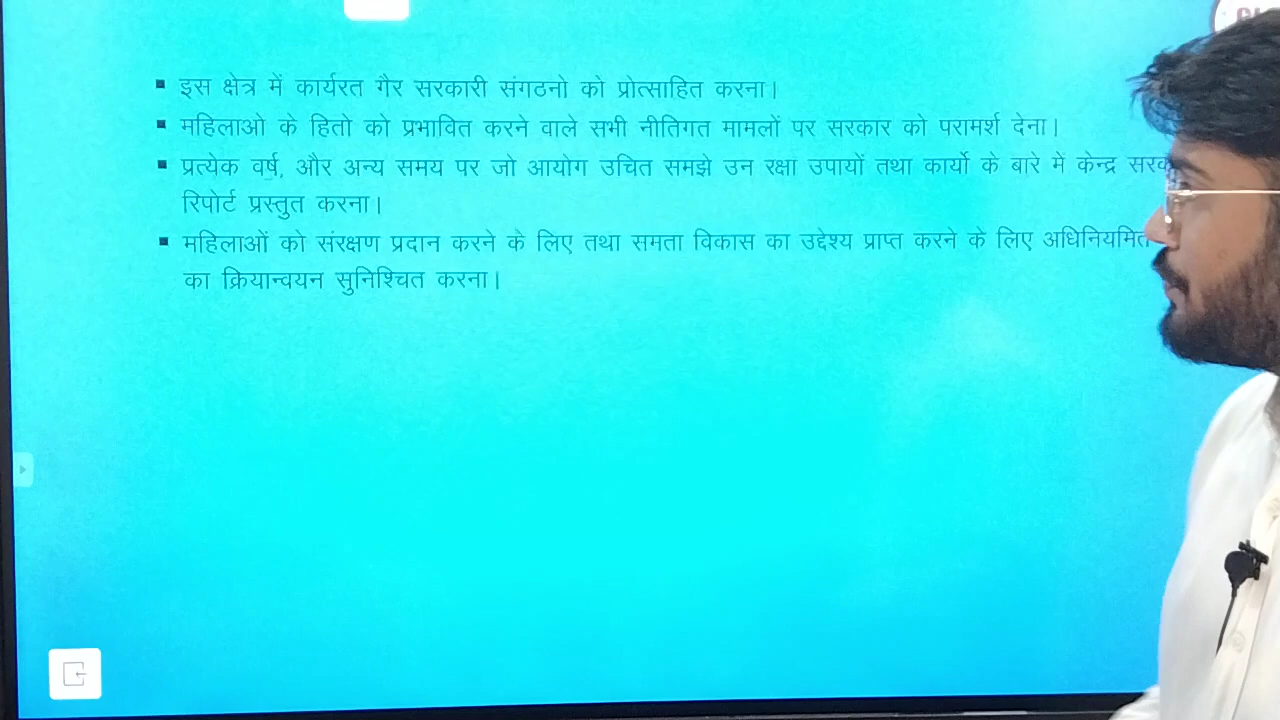 ▪ इस क्षेत्र में कार्यरत गैर सरकारी संगठनो को प्रोत्साहित करना।
▪ महिलाओ के हितो को प्रभावित करने वाले सभी नीतिगत मामलों पर सरकार को परामर्श देना।
▪ प्रत्येक वर्ष, और अन्य समय पर जो आयोग उचित समझे उन रक्षा उपायों तथा कार्यो के बारे में केन्द्र
रिपोर्ट प्रस्तुत करना।
▪ महिलाओं को संरक्षण प्रदान करने के लिए तथा समता विकास का उद्देश्य प्राप्त करने के लिए अधिनियमित
का क्रियान्वयन सुनिश्चित करना।